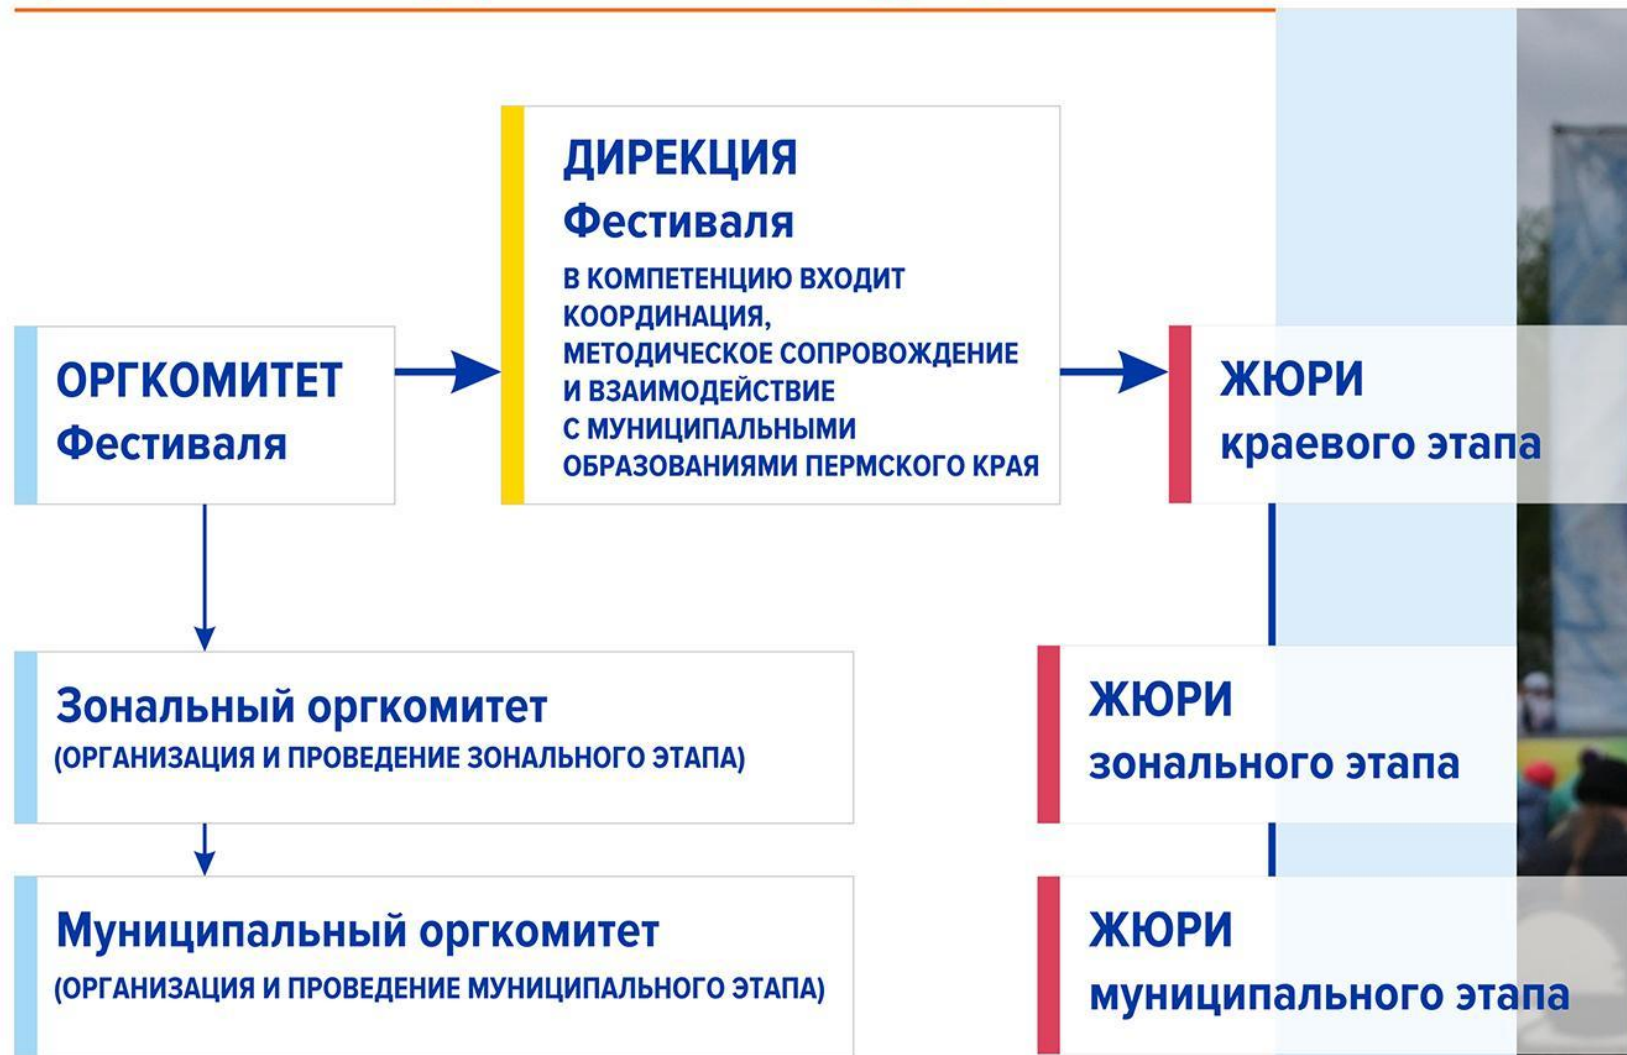 ДИРЕКЦИЯ
Фестиваля
В КОМПЕТЕНЦИЮ ВХОДИТ
КООРДИНАЦИЯ,
МЕТОДИЧЕСКОЕ СОПРОВОЖДЕНИЕ
И ВЗАИМОДЕЙСТВИЕ
С МУНИЦИПАЛЬНЫМИ
ОБРАЗОВАНИЯМИ ПЕРМСКОГО КРАЯ
ОРГКОМИТЕТ
Фестиваля
ЖЮРИ
краевого этапа
Зональный оргкомитет
(ОРГАНИЗАЦИЯ И ПРОВЕДЕНИЕ ЗОНАЛЬНОГО ЭТАПА)
ЖЮРИ
зонального этапа
Муниципальный оргкомитет
(ОРГАНИЗАЦИЯ И ПРОВЕДЕНИЕ МУНИЦИПАЛЬНОГО ЭТАПА)
ЖЮРИ
муниципального этапа